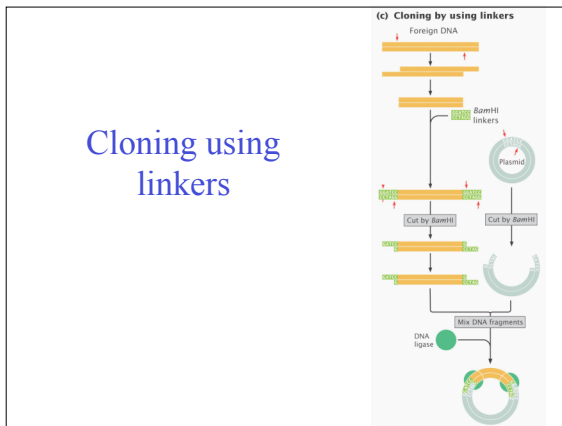 Cloning using
linkers
(c) Cloning by using linkers
Foreign DNA
BamHI
linkers
Plasmid
Cut by BamHI
Cut by BamHI
Mix DNA fragments
DNA
ligase